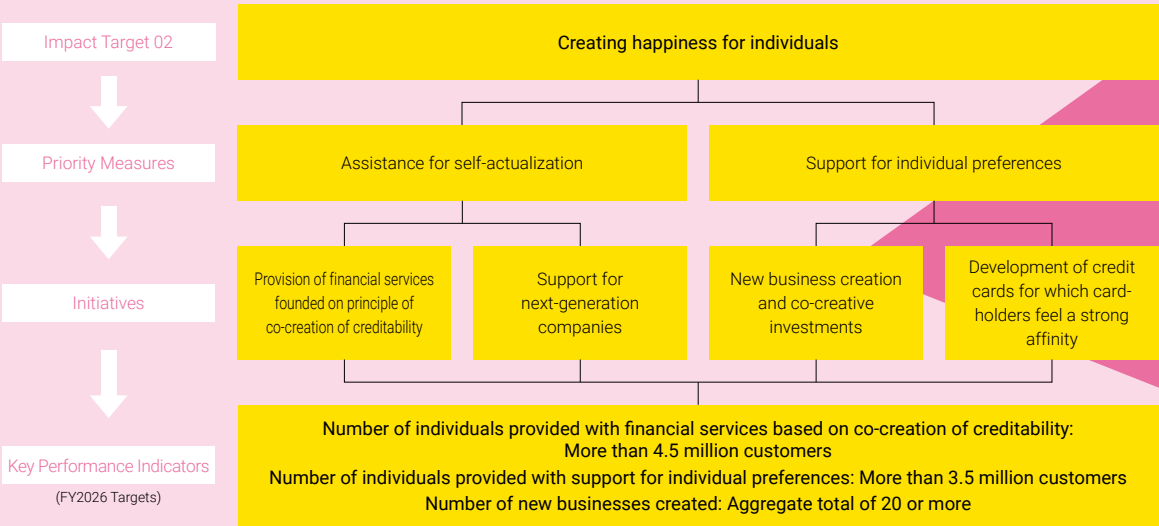 Impact Target 02
Creating happiness for individuals
Priority Measures
Assistance for self-actualization
Support for individual preferences
Initiatives
Provision of financial services
founded on principle of
co-creation of creditability
Support for
next-generation
companies
New business creation
and co-creative
investments
Development of credit
cards for which card-
holders feel a strong
affinity
Key Performance Indicators
(FY2026 Targets)
Number of individuals provided with financial services based on co-creation of creditability:
More than 4.5 million customers
Number of individuals provided with support for individual preferences: More than 3.5 million customers
Number of new businesses created: Aggregate total of 20 or more